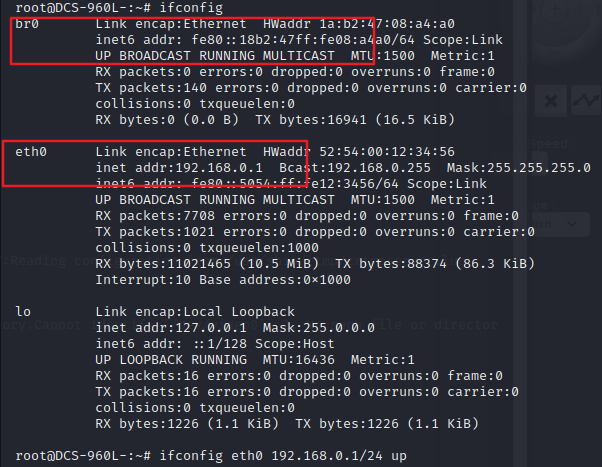 root@DCS-960L-:~# ifconfig
br0       Link encap:Ethernet  HWaddr 1a:b2:47:08:a4:a0
          inet6 addr: fe80::18b2:47ff:fe08:a4a0/64 Scope:Link
          UP BROADCAST RUNNING MULTICAST  MTU:1500  Metric:1
          RX packets:0 errors:0 dropped:0 overruns:0 frame:0
          TX packets:140 errors:0 dropped:0 overruns:0 carrier:0
          collisions:0 txqueuelen:0
          RX bytes:0 (0.0 B)  TX bytes:16941 (16.5 KiB)
eth0      Link encap:Ethernet  HWaddr 52:54:00:12:34:56
          inet addr:192.168.0.1  Bcast:192.168.0.255  Mask:255.255.255.0
          inet6 addr: fe80::5054:ff:fe12:3456/64 Scope:Link
          UP BROADCAST RUNNING MULTICAST  MTU:1500  Metric:1
          RX packets:7708 errors:0 dropped:0 overruns:0 frame:0
          TX packets:1021 errors:0 dropped:0 overruns:0 carrier:0
          collisions:0 txqueuelen:1000
          RX bytes:11021465 (10.5 MiB)  TX bytes:88374 (86.3 KiB)
          Interrupt:10 Base address:0×1000
lo        Link encap:Local Loopback
          inet addr:127.0.0.1  Mask:255.0.0.0
          inet6 addr: ::1/128 Scope:Host
          UP LOOPBACK RUNNING  MTU:16436  Metric:1
          RX packets:16 errors:0 dropped:0 overruns:0 frame:0
          TX packets:16 errors:0 dropped:0 overruns:0 carrier:0
          collisions:0 txqueuelen:0
          RX bytes:1226 (1.1 KiB)  TX bytes:1226 (1.1 KiB)
root@DCS-960L-:~# ifconfig eth0 192.168.0.1/24 up